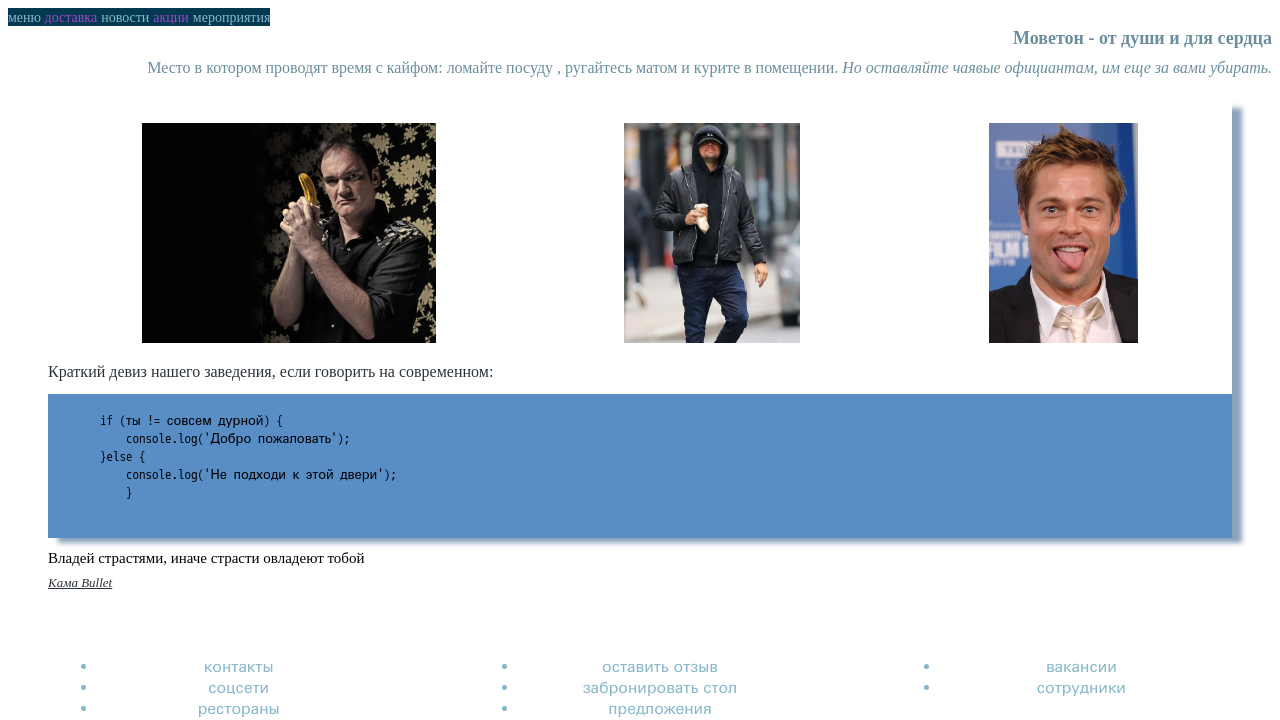 меню доставка новости акции мероприятия
Моветон - от души и для сердца
Место в котором проводят время с кайфом: ломайте посуду , ругайтесь матом и курите в помещении. Но оставляйте чаявые официантам, им еще за вами убирать.
Краткий девиз нашего заведения, если говорить на современном:
if (ты != совсем дурной) {
console.log('Добро пожаловать');
}else {
console.log('Не подходи к этой двери');
}
Владей страстями, иначе страсти овладеют тобой
Кама Bullet
контакты
соцсети
рестораны
оставить отзыв
забронировать стол
предложения
вакансии
сотрудники